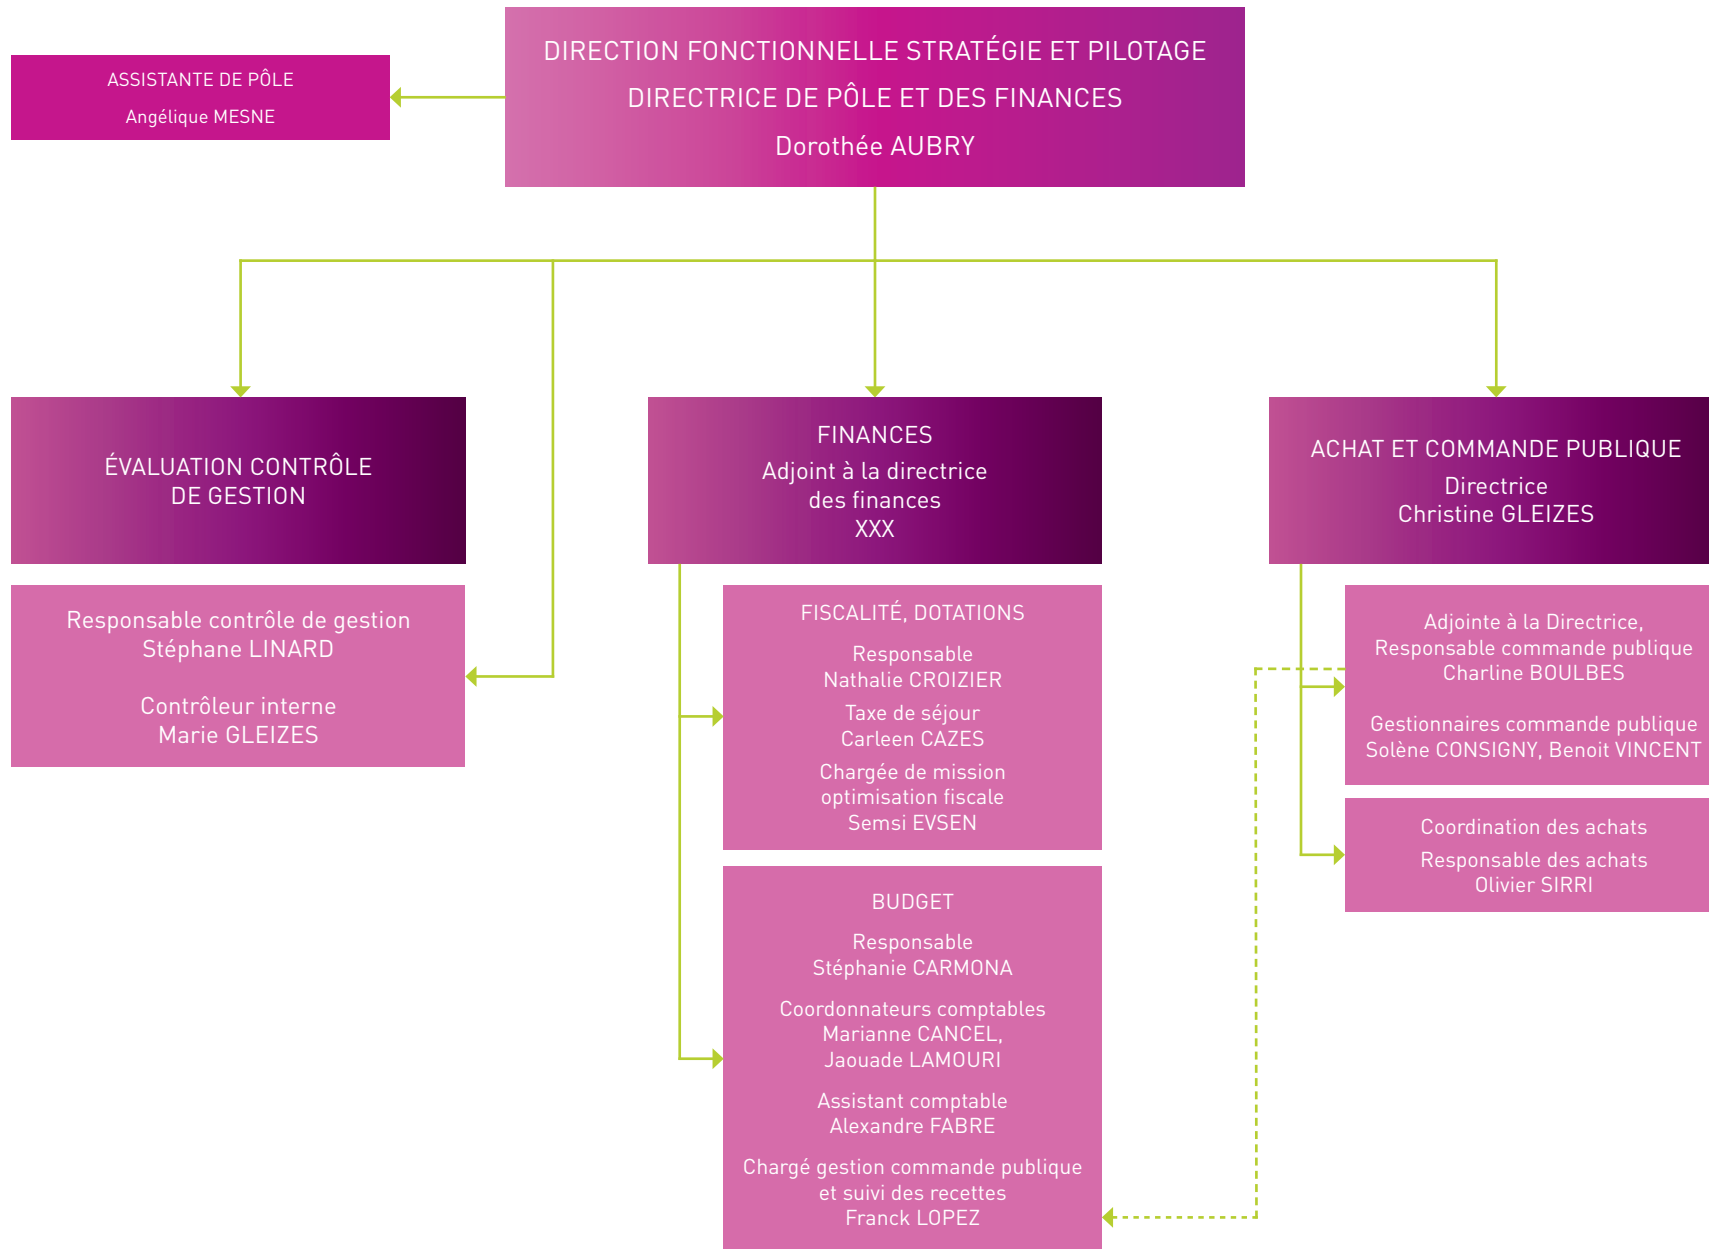 DIRECTION FONCTIONNELLE STRATÉGIE ET PILOTAGE
DIRECTRICE DE PÔLE ET DES FINANCES
Dorothée AUBRY
ASSISTANTE DE PÔLE
Angélique MESNE
ÉVALUATION CONTRÔLE
DE GESTION
Responsable contrôle de gestion
Stéphane LINARD
Contrôleur interne
Marie GLEIZES
FINANCES
Adjoint à la directrice
des finances
XXX
FISCALITÉ, DOTATIONS
Responsable
Nathalie CROIZIER
Taxe de séjour
Carleen CAZES
Chargée de mission
optimisation fiscale
Semsi EVSEN
BUDGET
Responsable
Stéphanie CARMONA
Coordonnateurs comptables
Marianne CANCEL,
Jaouade LAMOURI
Assistant comptable
Alexandre FABRE
Chargé gestion commande publique
et suivi des recettes
Franck LOPEZ
ACHAT ET COMMANDE PUBLIQUE
Directrice
Christine GLEIZES
Adjointe à la Directrice,
Responsable commande publique
Charline BOULBES
Gestionnaires commande publique
Solène CONSIGNY, Benoit VINCENT
Coordination des achats
Responsable des achats
Olivier SIRRI